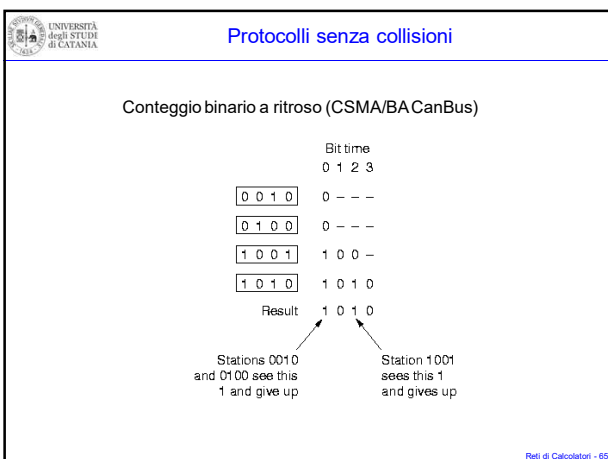 UNIVERSITÀ
degli STUDI
di CATANIA
Protocolli senza collisioni
Conteggio binario a ritroso (CSMA/BA CanBus)
Bit time
0 1 2 3
0 0 1 0 0 – – –
0 1 0 0 0 – – –
1 0 0 1 1 0 0 –
1 0 1 0 1 0 1 0
Result 1 0 1 0
Stations 0010
and 0100 see this
1 and give up
Station 1001
sees this 1
and gives up
Reti di Calcolatori - 65